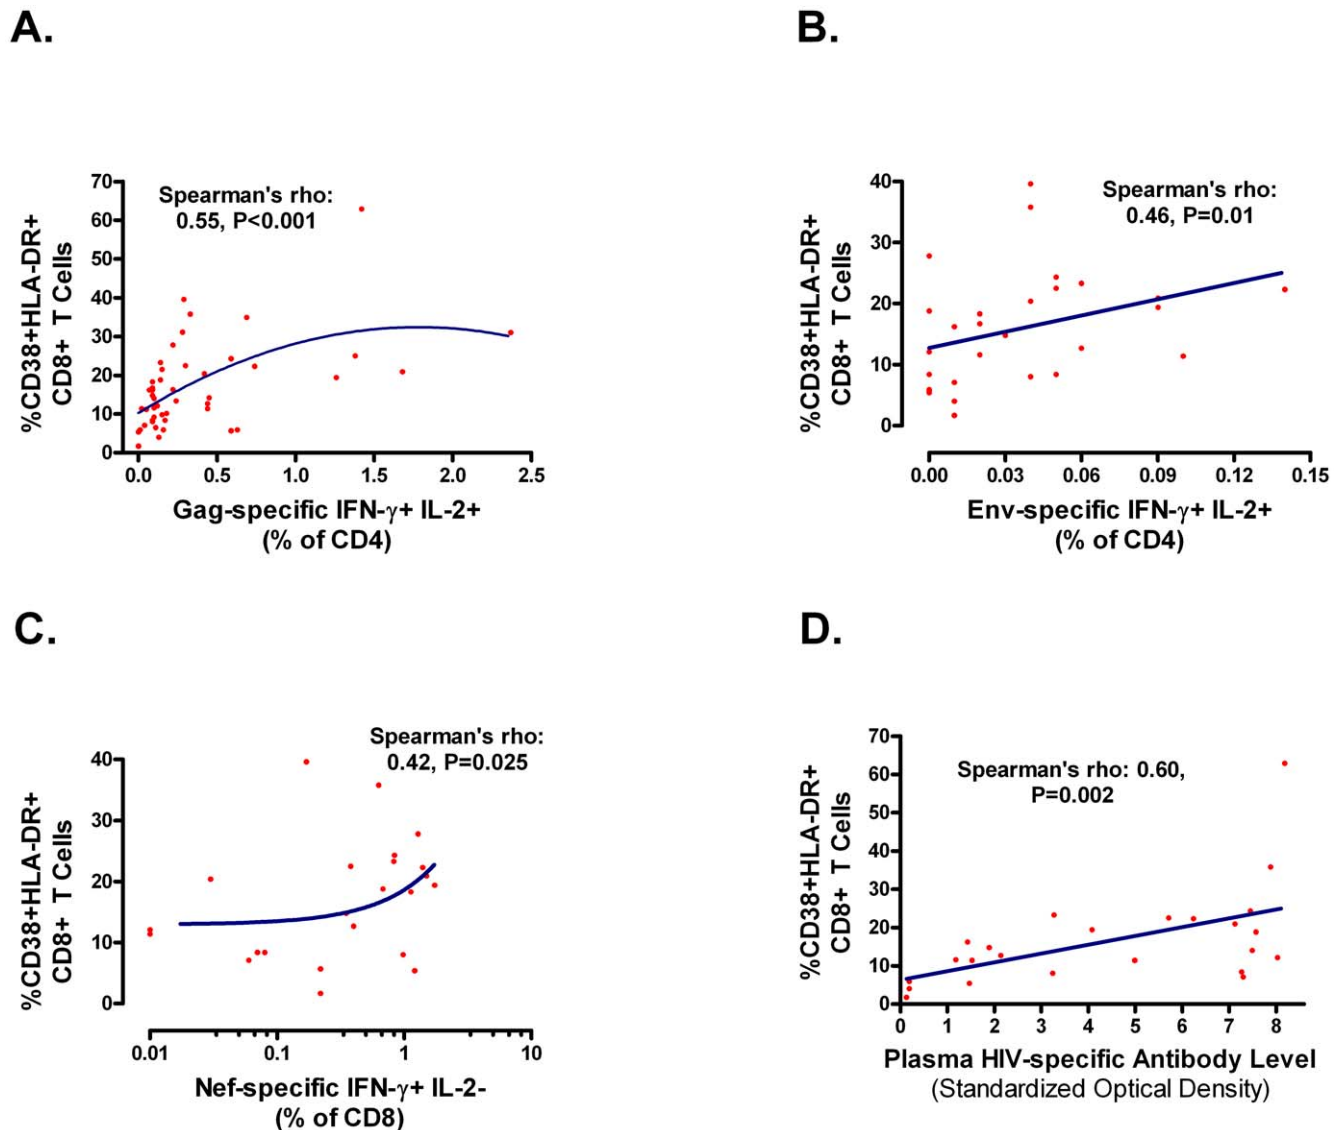 A.
Spearman's rho:
0.55, P<0.001
%CD38+HLA-DR+
CD8+ T Cells
70
60
50
40
30
20
10
0
0.0 0.5 1.0 1.5 2.0 2.5
Gag-specific IFN-γ+ IL-2+
(% of CD4)
B.
Spearman's rho:
0.46, P=0.01
%CD38+HLA-DR+
CD8+ T Cells
40
30
20
10
0
0.00 0.03 0.06 0.09 0.12 0.15
Env-specific IFN-γ+ IL-2+
(% of CD4)
C.
Spearman's rho:
0.42, P=0.025
%CD38+HLA-DR+
CD8+ T Cells
40
30
20
10
0
0.01 0.1 1 10
Nef-specific IFN-γ+ IL-2-
(% of CD8)
D.
Spearman's rho: 0.60,
P=0.002
%CD38+HLA-DR+
CD8+ T Cells
70
60
50
40
30
20
10
0
0 1 2 3 4 5 6 7 8
Plasma HIV-specific Antibody Level
(Standardized Optical Density)